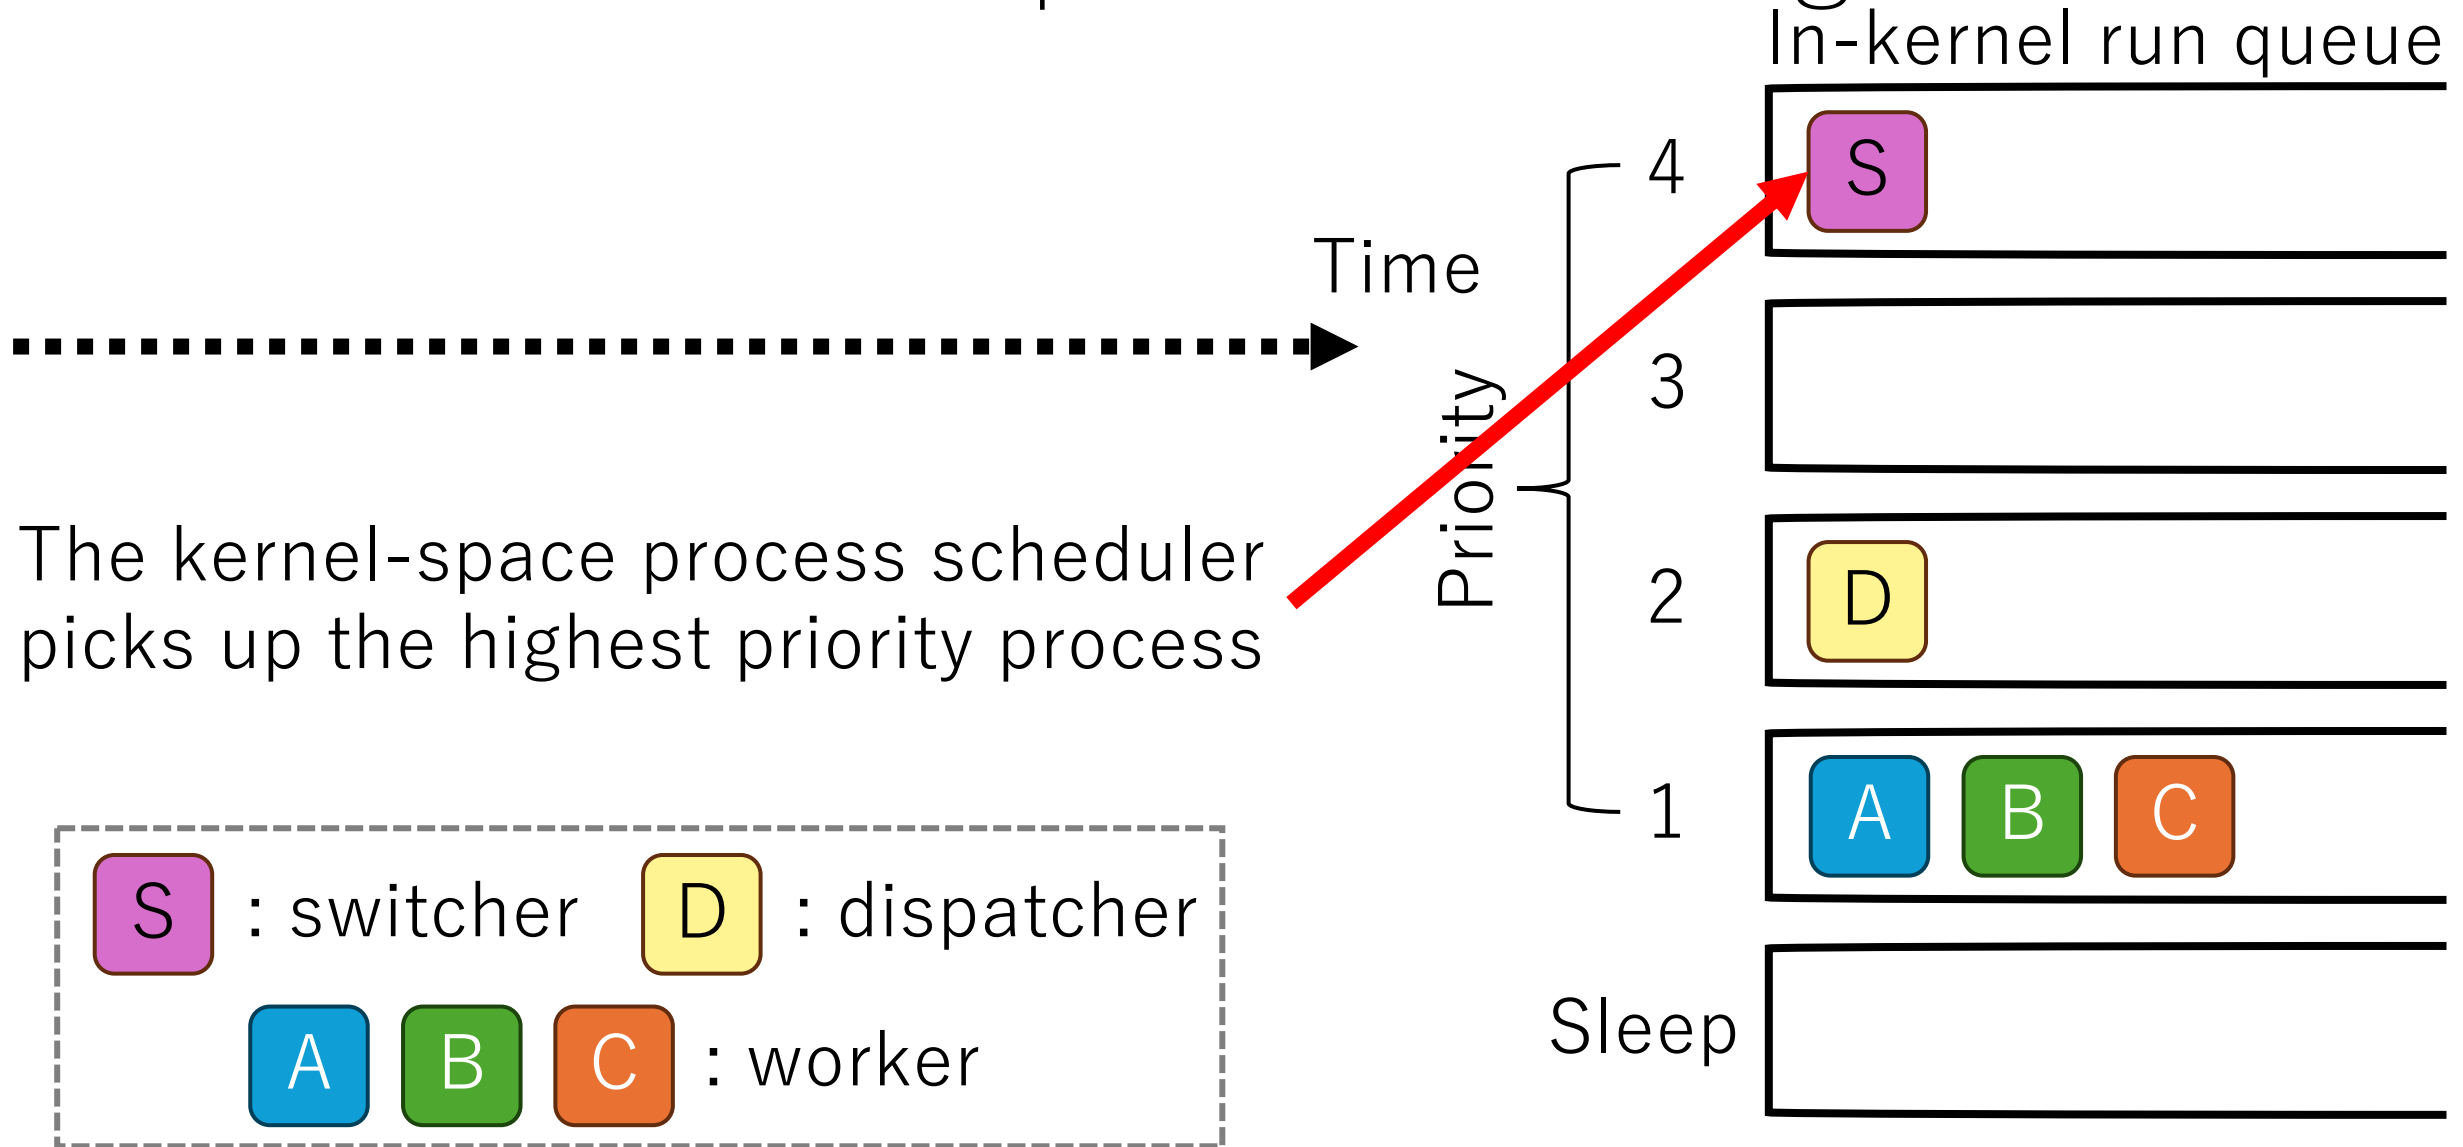 In-kernel run queue
4
S
Time
3
Priority
The kernel-space process scheduler
picks up the highest priority process
2
D
1
A B C
S : switcher D : dispatcher
A B C : worker
Sleep